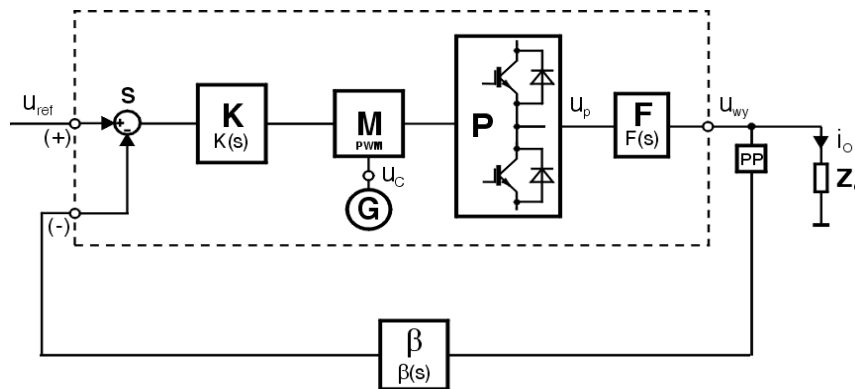 u_ref
(+)
S
+
-
K
K(s)
M
PWM
u_C
G
P
u_p
F
F(s)
u_wy
PP
i_O
Z
(-)
β
β(s)